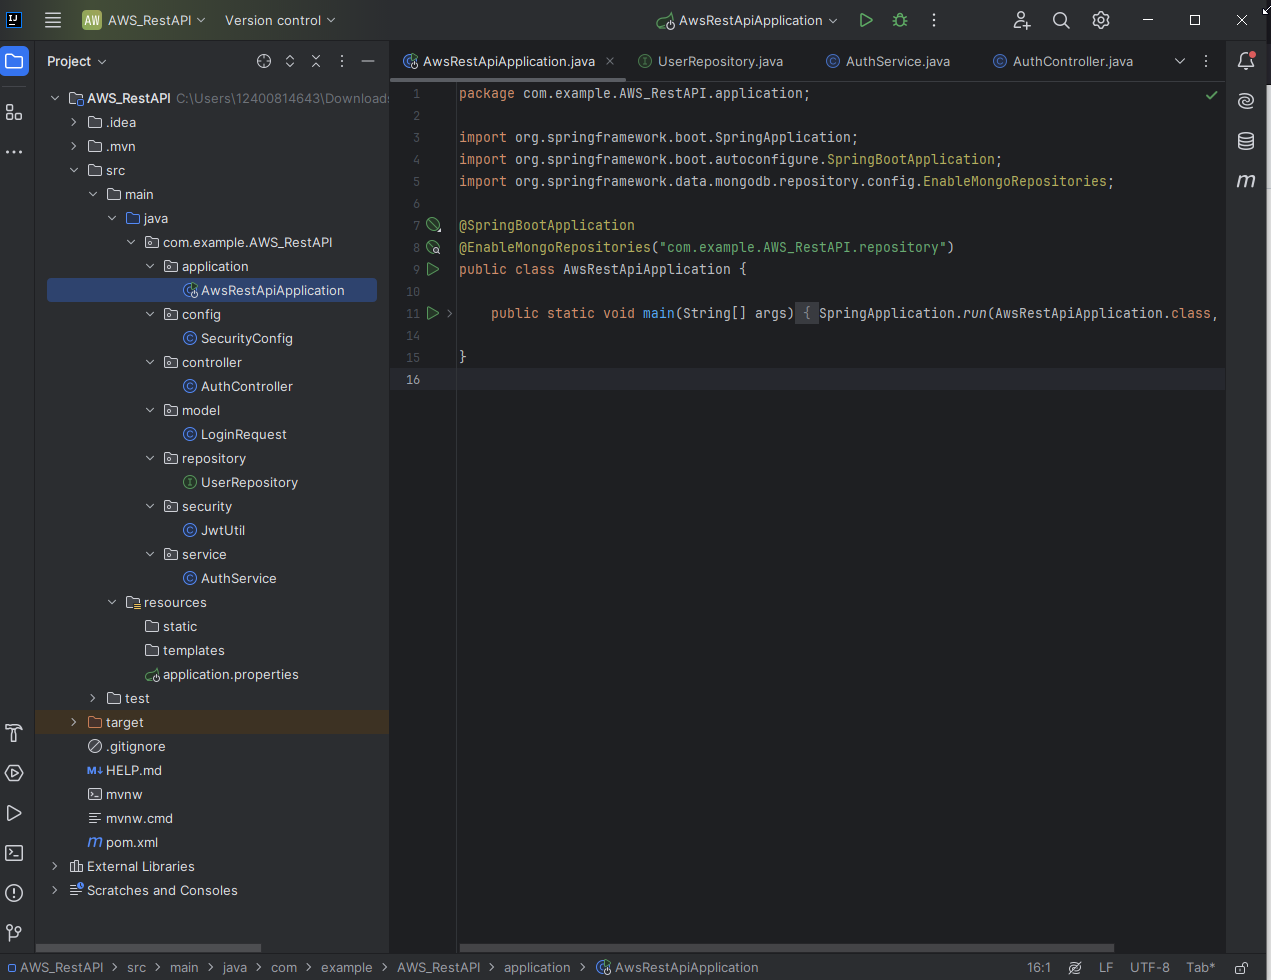 AW AWS_RestAPI Version control AwsRestApiApplication
Project
AwsRestApiApplication.java UserRepository.java AuthService.java AuthController.java
AWS_RestAPI C:\Users\12400814643\Downloads
.idea
.mvn
src
main
java
com.example.AWS_RestAPI
application
AwsRestApiApplication
config
SecurityConfig
controller
AuthController
model
LoginRequest
repository
UserRepository
security
JwtUtil
service
AuthService
resources
static
templates
application.properties
test
target
.gitignore
M↓ HELP.md
mvnw
mvnw.cmd
m pom.xml
External Libraries
Scratches and Consoles
1 package com.example.AWS_RestAPI.application;
2
3 import org.springframework.boot.SpringApplication;
4 import org.springframework.boot.autoconfigure.SpringBootApplication;
5 import org.springframework.data.mongodb.repository.config.EnableMongoRepositories;
6
7 @SpringBootApplication
8 @EnableMongoRepositories("com.example.AWS_RestAPI.repository")
9 public class AwsRestApiApplication {
10
11 public static void main(String[] args) { SpringApplication.run(AwsRestApiApplication.class,
14
15 }
16
m
AWS_RestAPI > src > main > java > com > example > AWS_RestAPI > application > AwsRestApiApplication 16:1 LF UTF-8 Tab*